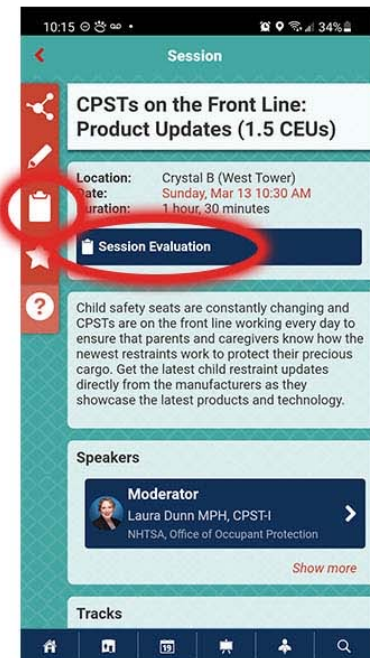 10:15
34%
Session
CPSTs on the Front Line:
Product Updates (1.5 CEUs)
Location: Crystal B (West Tower)
Date: Sunday, Mar 13 10:30 AM
Duration: 1 hour, 30 minutes
Session Evaluation
?
Child safety seats are constantly changing and
CPSTs are on the front line working every day to
ensure that parents and caregivers know how the
newest restraints work to protect their precious
cargo. Get the latest child restraint updates
directly from the manufacturers as they
showcase the latest products and technology.
Speakers
Moderator
Laura Dunn MPH, CPST-I
NHTSA, Office of Occupant Protection
Show more
Tracks
19